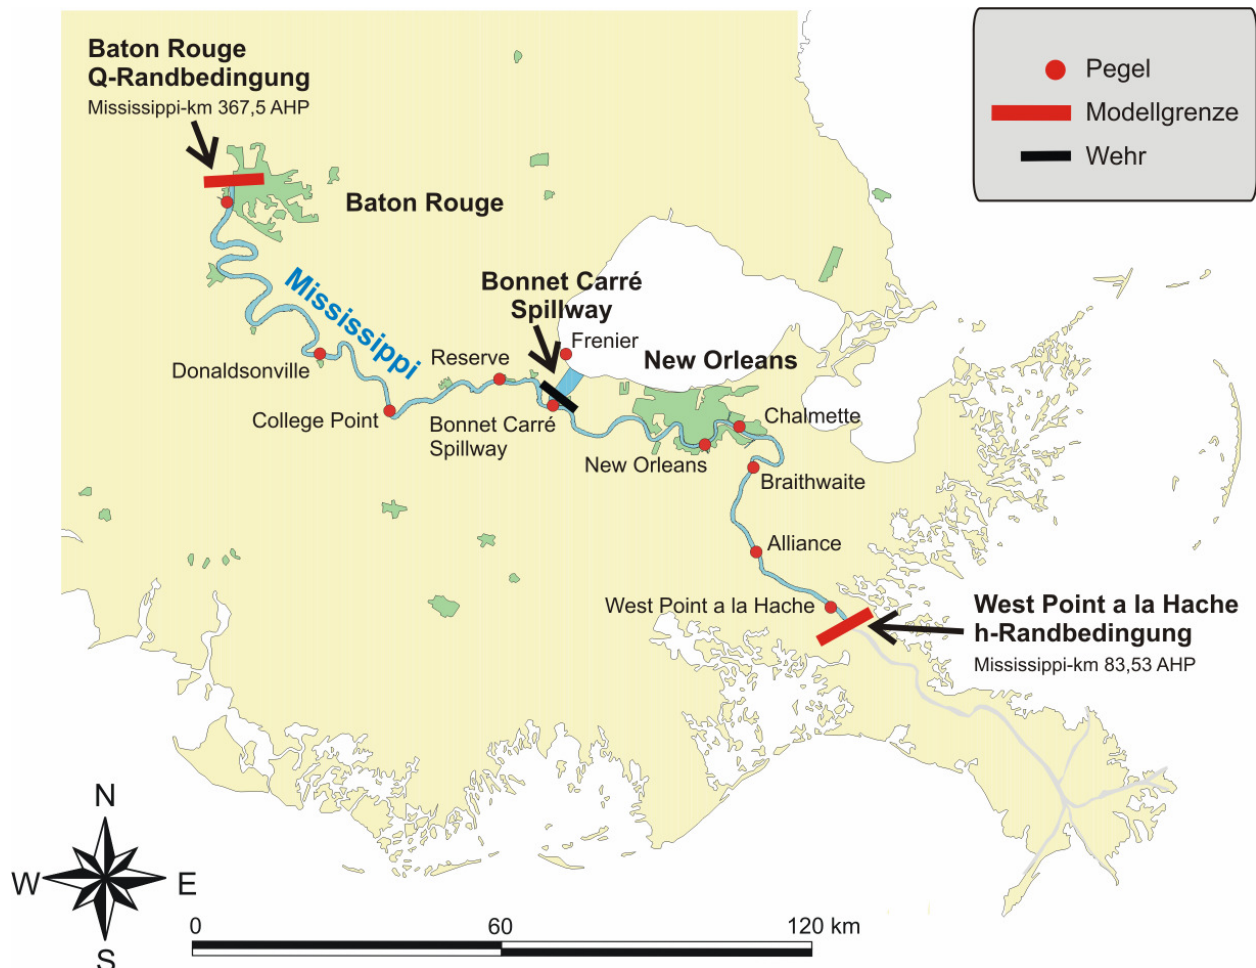 Baton Rouge
Q-Randbedingung
Mississippi-km 367,5 AHP
Pegel
Modellgrenze
Wehr
Baton Rouge
Mississippi
Bonnet Carré
Spillway
Frenier
New Orleans
Reserve
Donaldsonville
College Point
Bonnet Carré
Spillway
Chalmette
New Orleans
Braithwaite
Alliance
West Point a la Hache
West Point a la Hache
h-Randbedingung
Mississippi-km 83,53 AHP
N
W
E
S
0
60
120 km